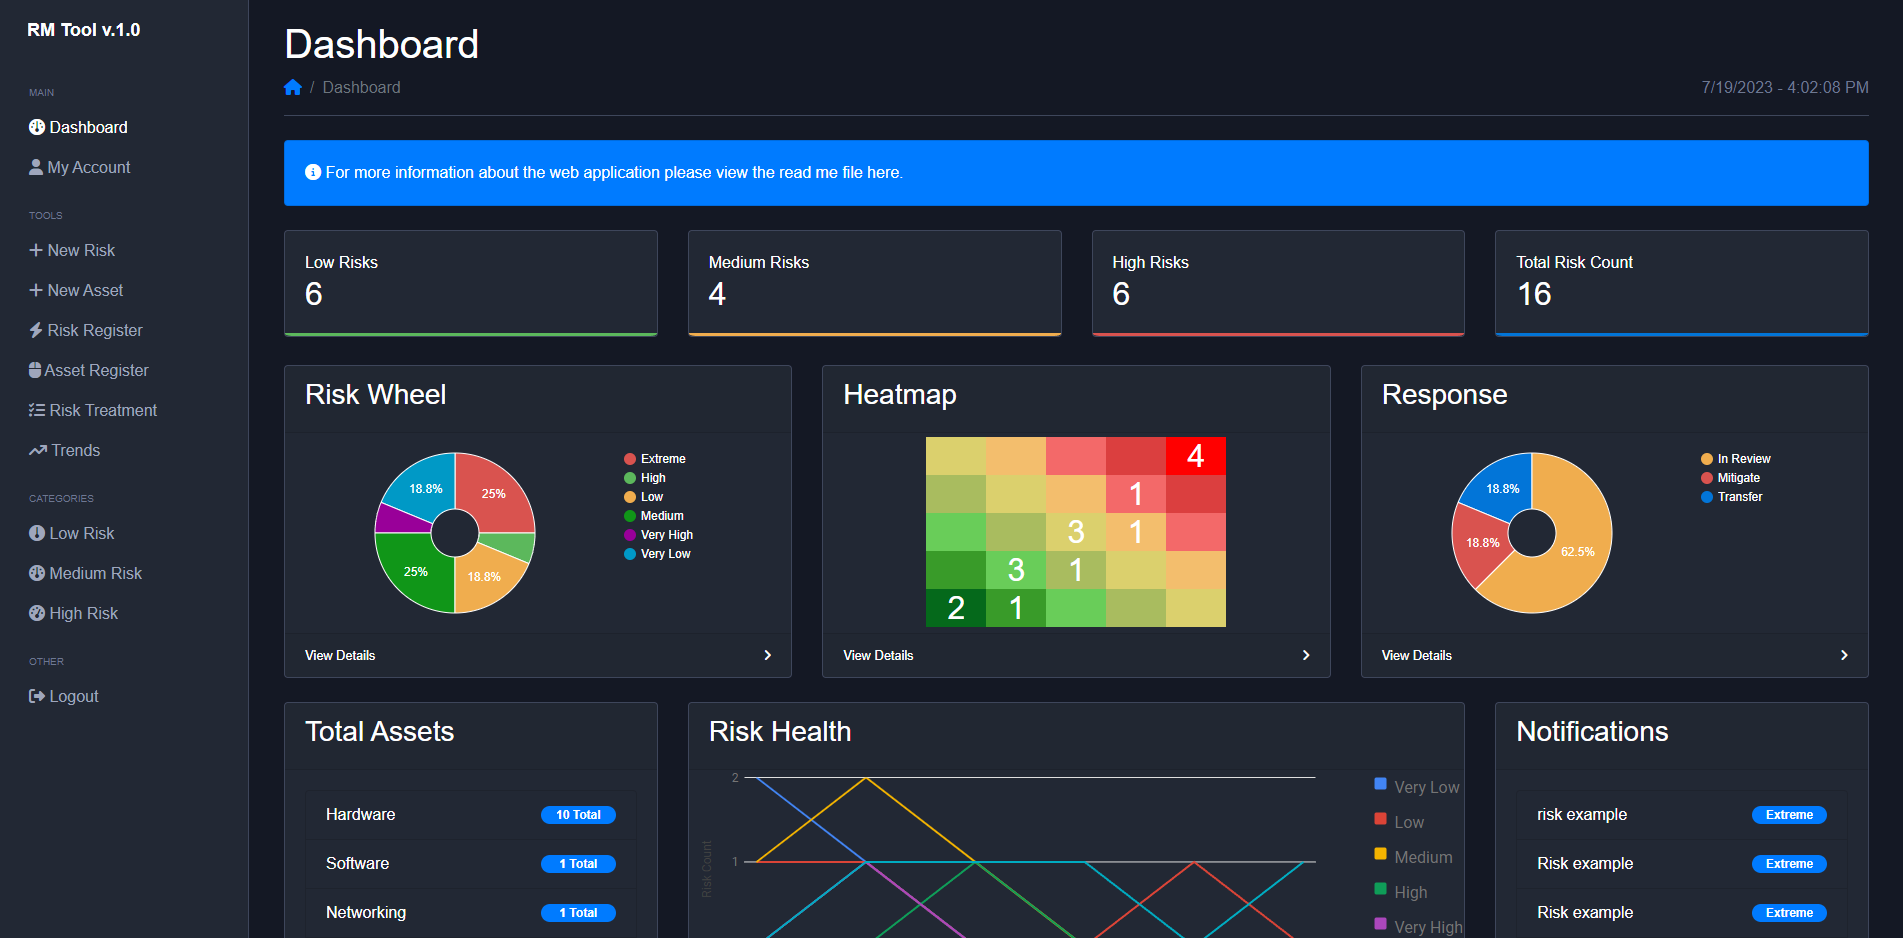 RM Tool v.1.0
MAIN
Dashboard
My Account
TOOLS
New Risk
New Asset
Risk Register
Asset Register
Risk Treatment
Trends
CATEGORIES
Low Risk
Medium Risk
High Risk
OTHER
Logout
Dashboard
/ Dashboard
7/19/2023 - 4:02:08 PM
For more information about the web application please view the read me file here.
Low Risks
6
Medium Risks
4
High Risks
6
Total Risk Count
16
Risk Wheel
18.8%
25%
25%
18.8%
Extreme
High
Low
Medium
Very High
Very Low
View Details
Heatmap
4
1
3 1
3 1
2 1
View Details
Response
18.8%
18.8%
62.5%
In Review
Mitigate
Transfer
View Details
Total Assets
Hardware 10 Total
Software 1 Total
Networking 1 Total
Risk Health
2
1
Risk Count
Very Low
Low
Medium
High
Very High
Notifications
risk example Extreme
Risk example Extreme
Risk example Extreme